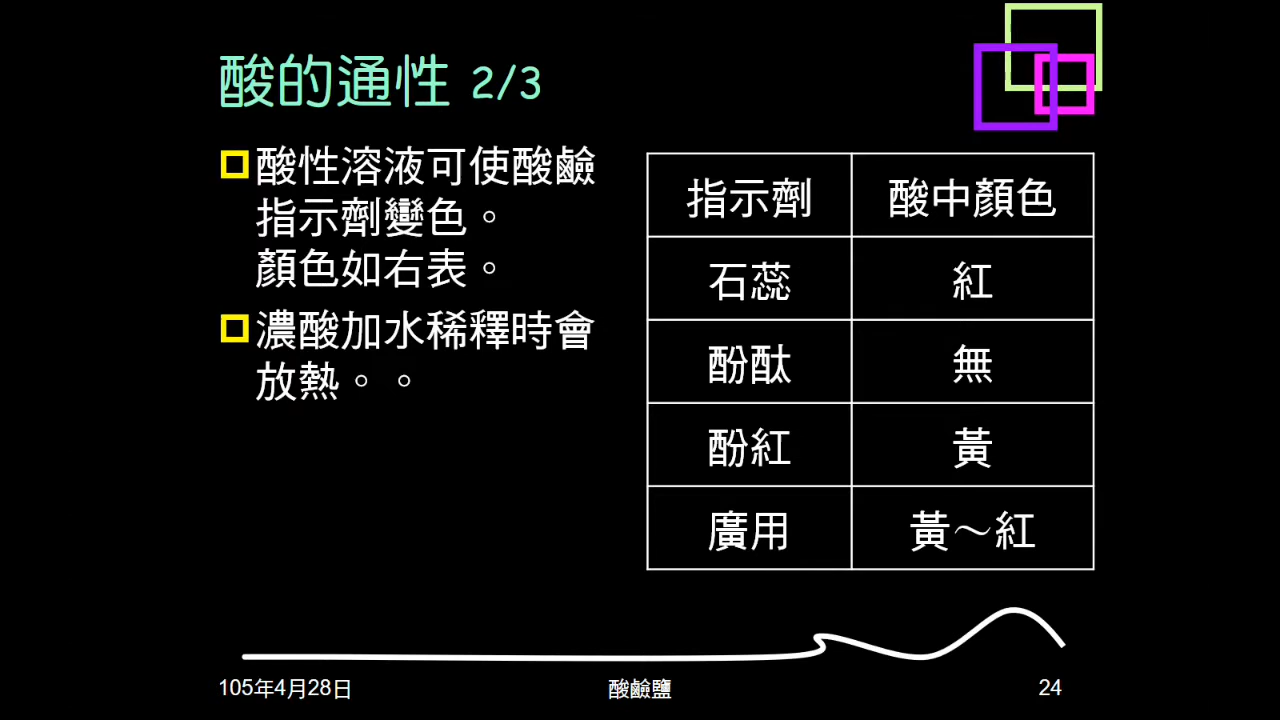 酸的通性 2/3
酸性溶液可使酸鹼
指示劑變色。
顏色如右表。
濃酸加水稀釋時會
放熱。。
指示劑 酸中顏色
石蕊 紅
酚酞 無
酚紅 黃
廣用 黃～紅
105年4月28日 酸鹼鹽 24